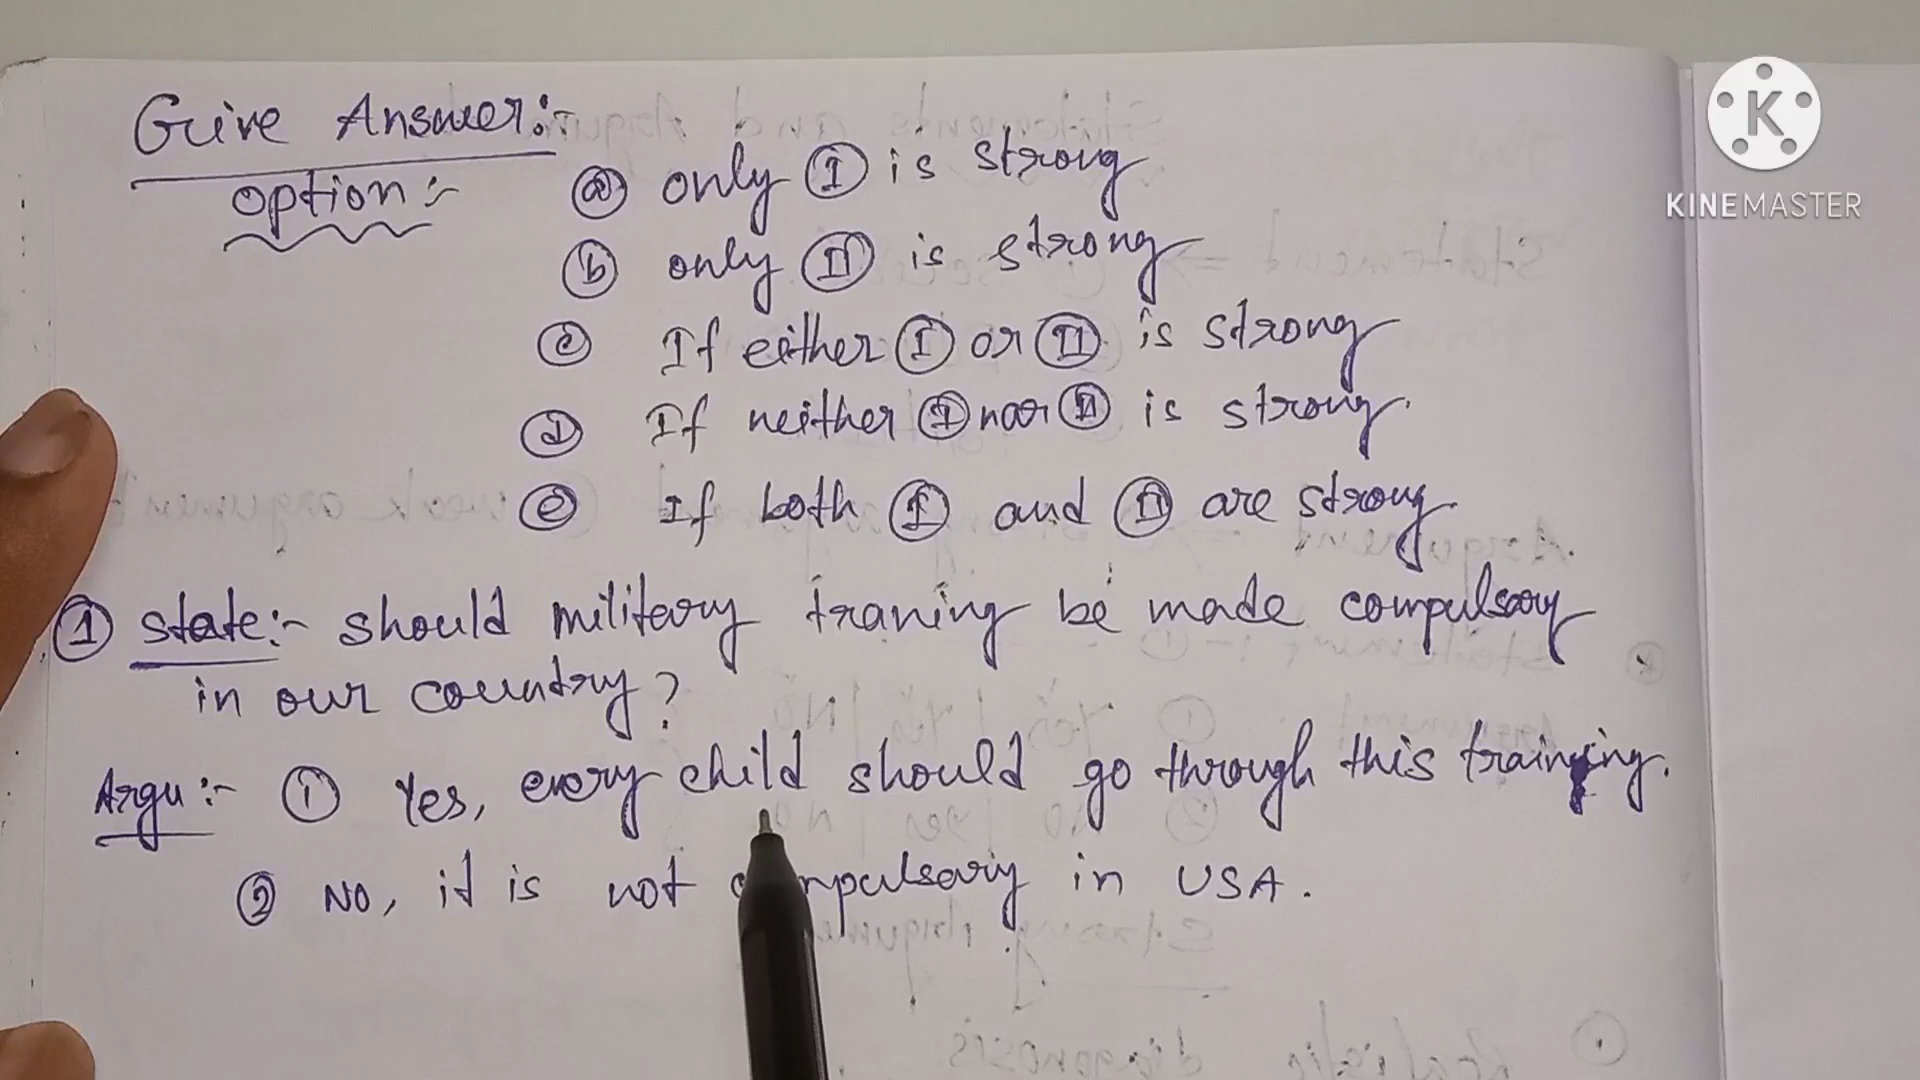 Give Answer:-
option:-
(a) only (I) is strong
(b) only (II) is strong
(c) If either (I) or (II) is strong
(d) If neither (I) nor (II) is strong.
(e) If both (I) and (II) are strong
(1) state:- should military traning be made compulsory
in our country?
Argu:- (1) Yes, every child should go through this training.
(2) NO, it is not compulsary in USA.
K
KINEMASTER